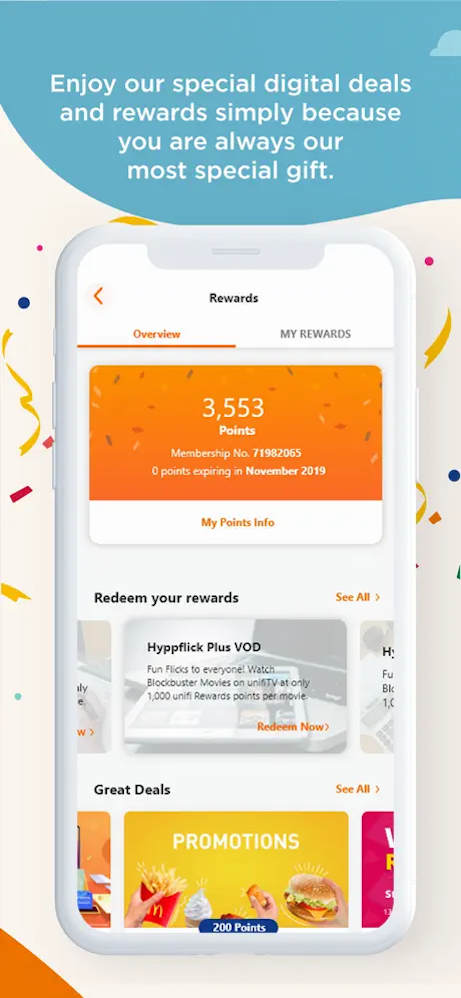 Enjoy our special digital deals
and rewards simply because
you are always our
most special gift.
Rewards
Overview
MY REWARDS
3,553
Points
Membership No. 71982065
0 points expiring in November 2019
My Points Info
Redeem your rewards
See All
Hyppflick Plus VOD
Fun Flicks to everyone! Watch
Blockbuster Movies on unifiTV at only
1,000 unifi Rewards points per movie.
Redeem Now
Great Deals
See All
PROMOTIONS
200 Points